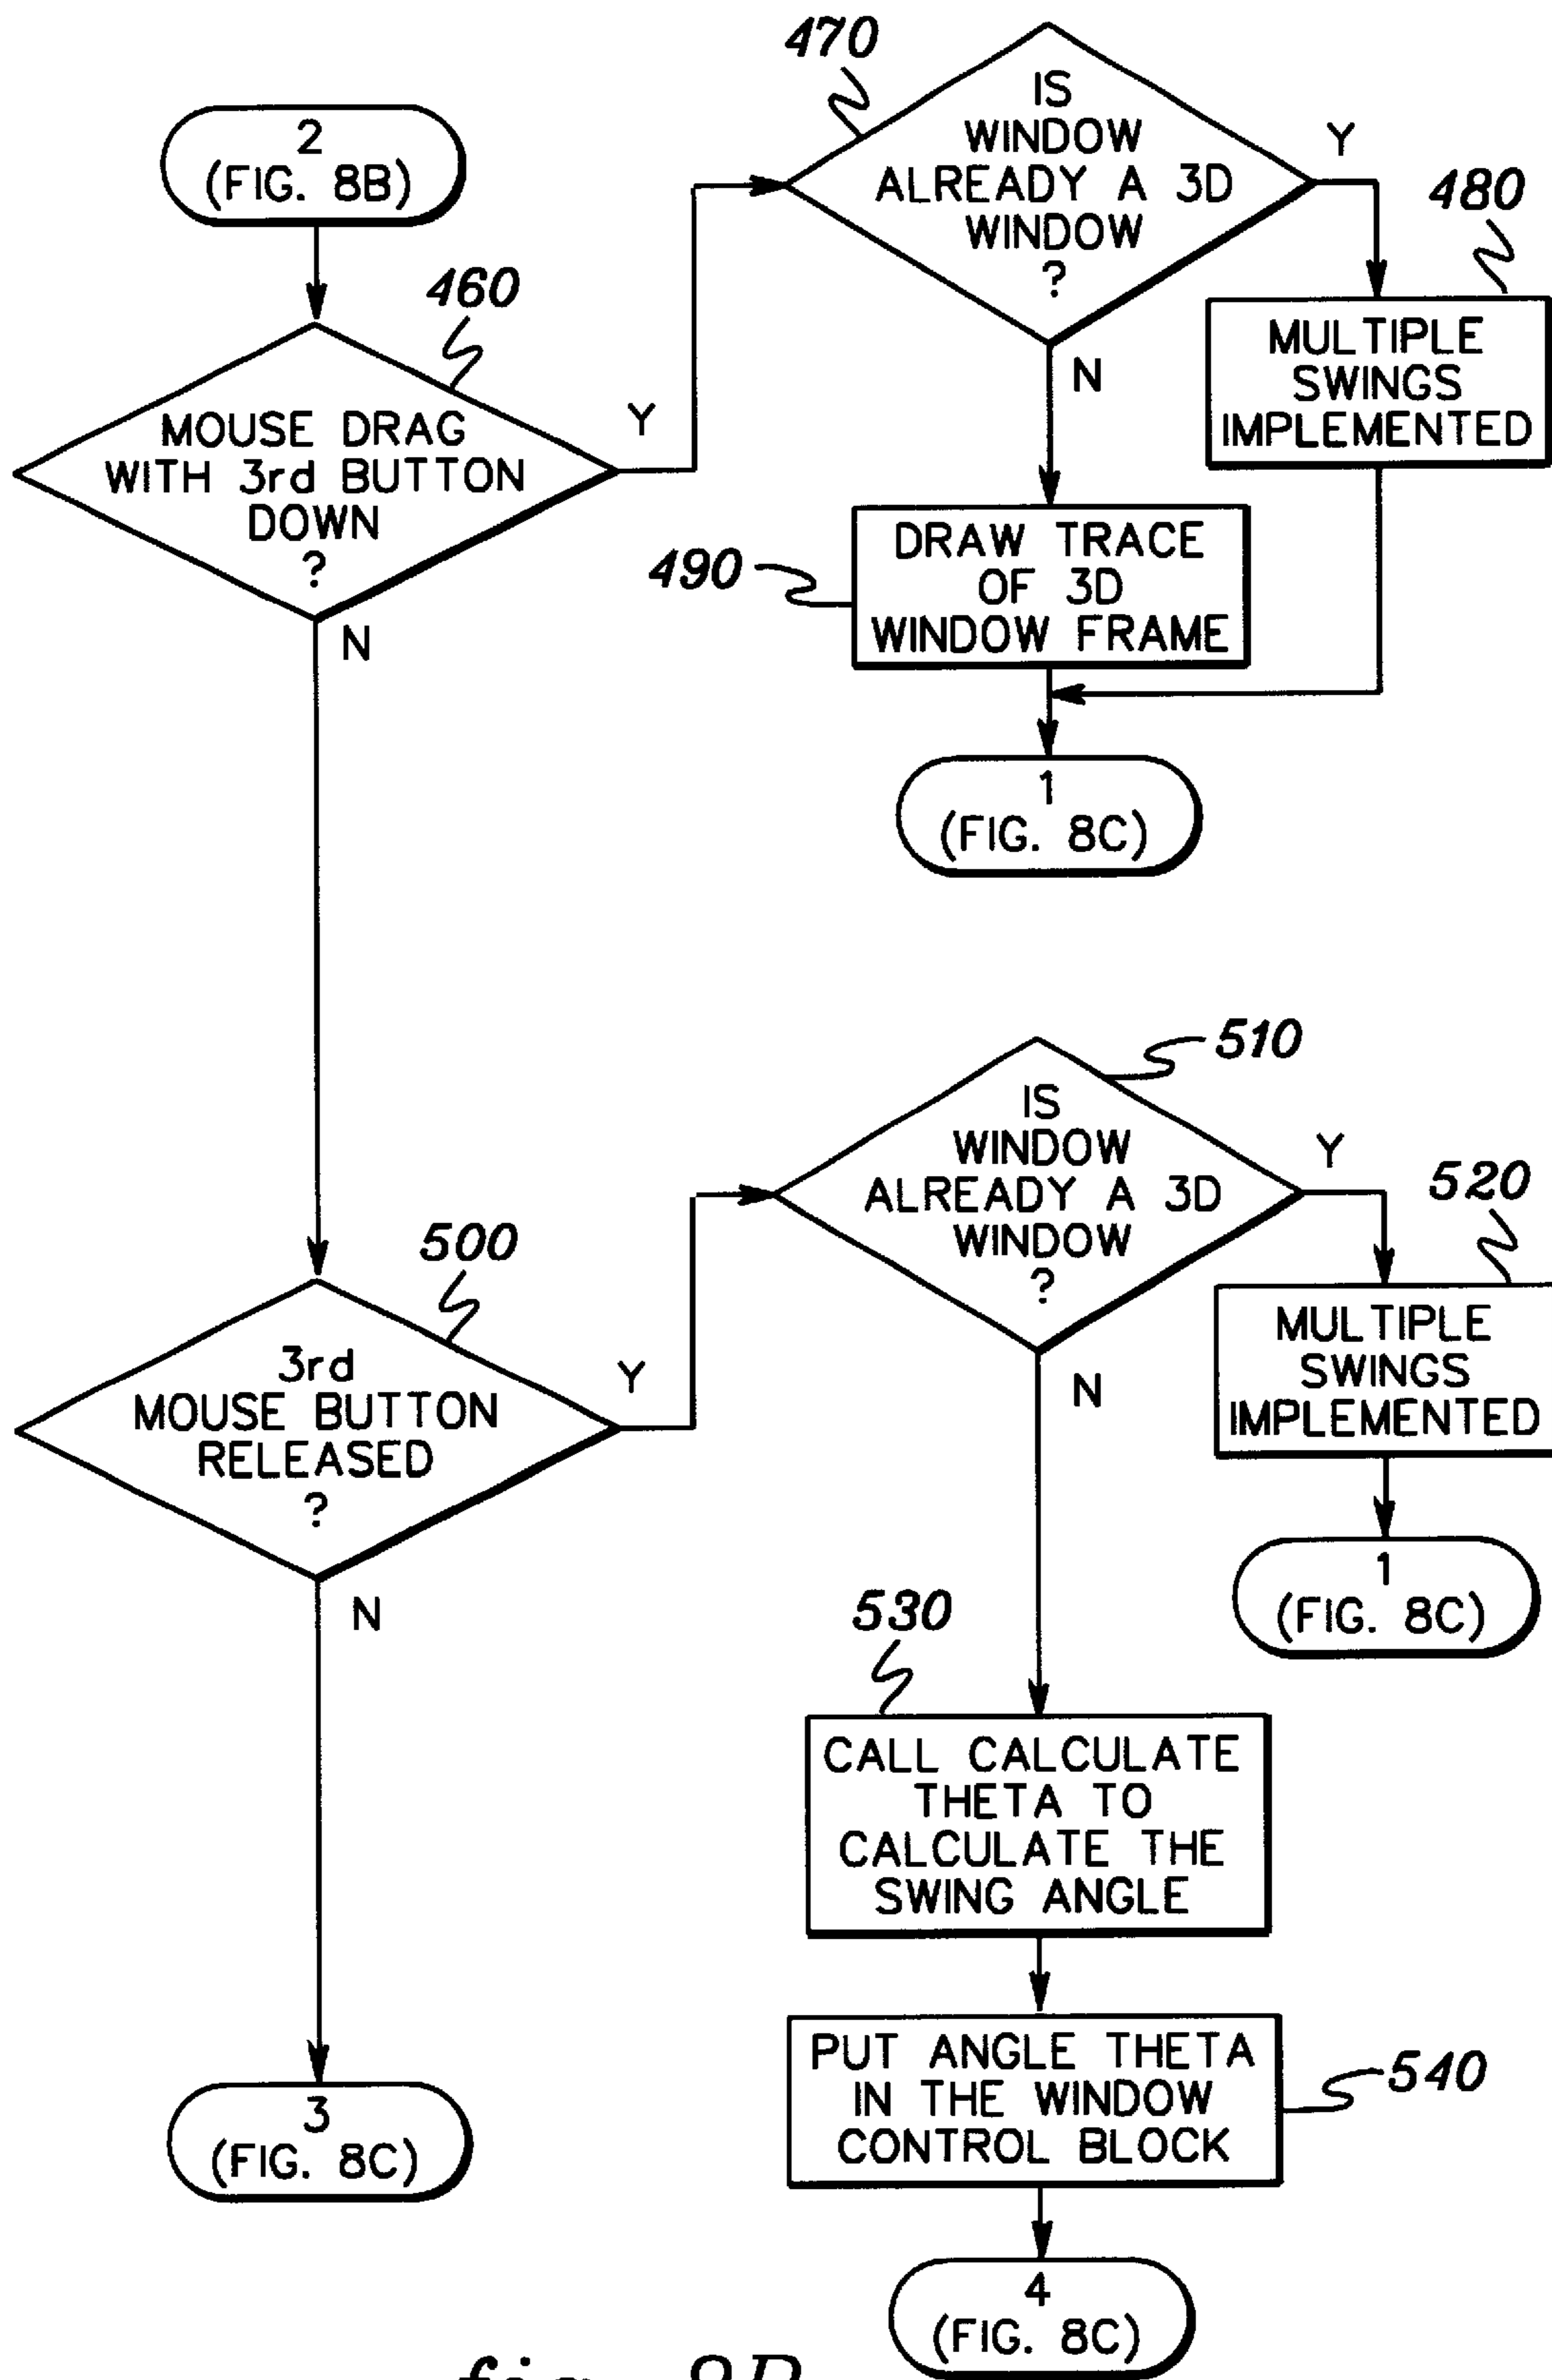 2
(FIG. 8B)
460
MOUSE DRAG
WITH 3rd BUTTON
DOWN
?
Y
N
470
IS
WINDOW
ALREADY A 3D
WINDOW
?
Y
N
480
MULTIPLE
SWINGS
IMPLEMENTED
490
DRAW TRACE
OF 3D
WINDOW FRAME
1
(FIG. 8C)
500
3rd
MOUSE BUTTON
RELEASED
?
Y
N
510
IS
WINDOW
ALREADY A 3D
WINDOW
?
Y
N
520
MULTIPLE
SWINGS
IMPLEMENTED
1
(FIG. 8C)
530
CALL CALCULATE
THETA TO
CALCULATE THE
SWING ANGLE
PUT ANGLE THETA
IN THE WINDOW
CONTROL BLOCK
540
3
(FIG. 8C)
4
(FIG. 8C)